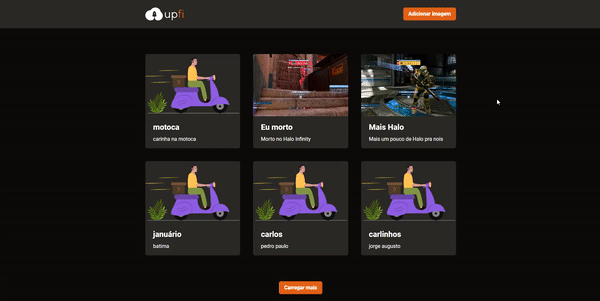 upfi
Adicionar imagem
motoca
carinha na motoca
Eu morto
Morto no Halo Infinity
Mais Halo
Mais um pouco de Halo pra nois
januário
batima
carlos
pedro paulo
carlinhos
jorge augusto
Carregar mais